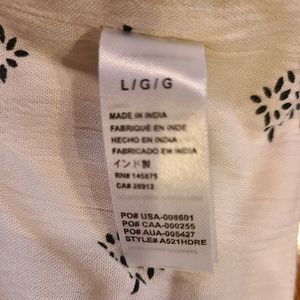 L/G/G
MADE IN INDIA
FABRIQUÉ EN INDE
HECHO EN INDIA
FABRICADO EM INDIA
インド製
RN# 145675
CA# 26912
PO# USA-008601
PO# CAA-000255
PO# AUA-005427
STYLE# A521HDRE